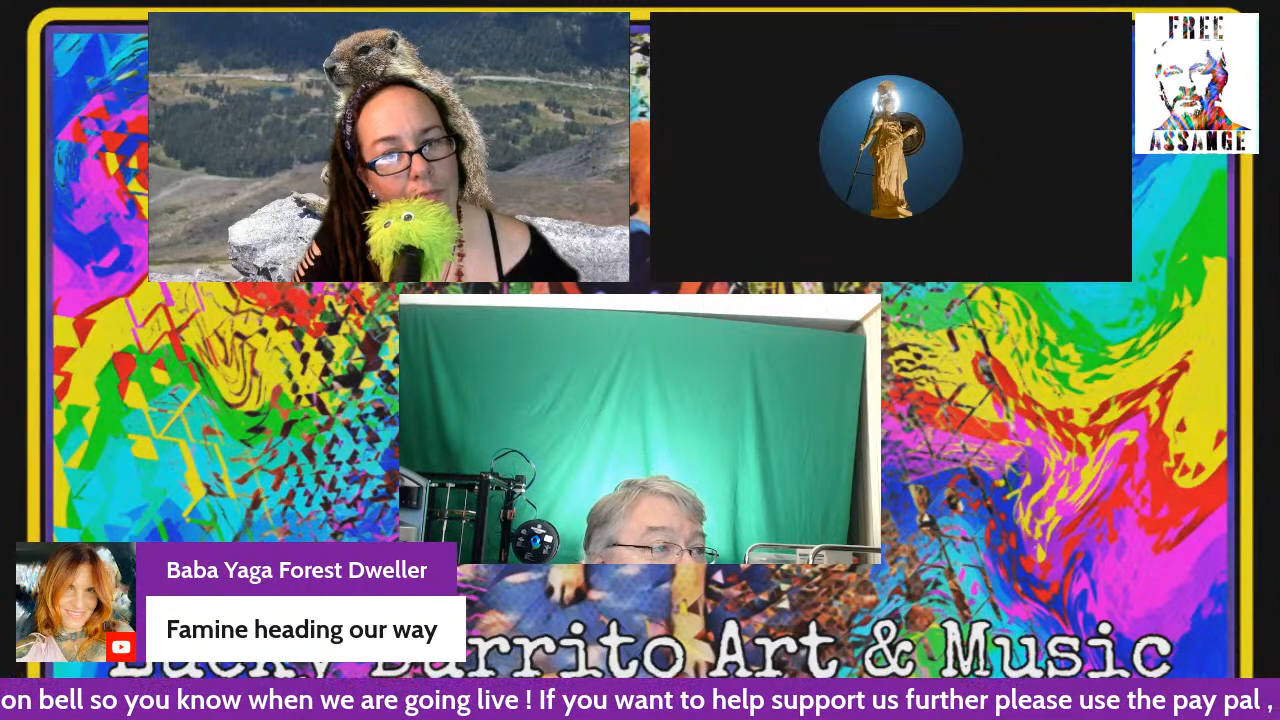 FREE
ASSANGE
Baba Yaga Forest Dweller
Famine heading our way
Art & Music
on bell so you know when we are going live ! If you want to help support us further please use the pay pal ,